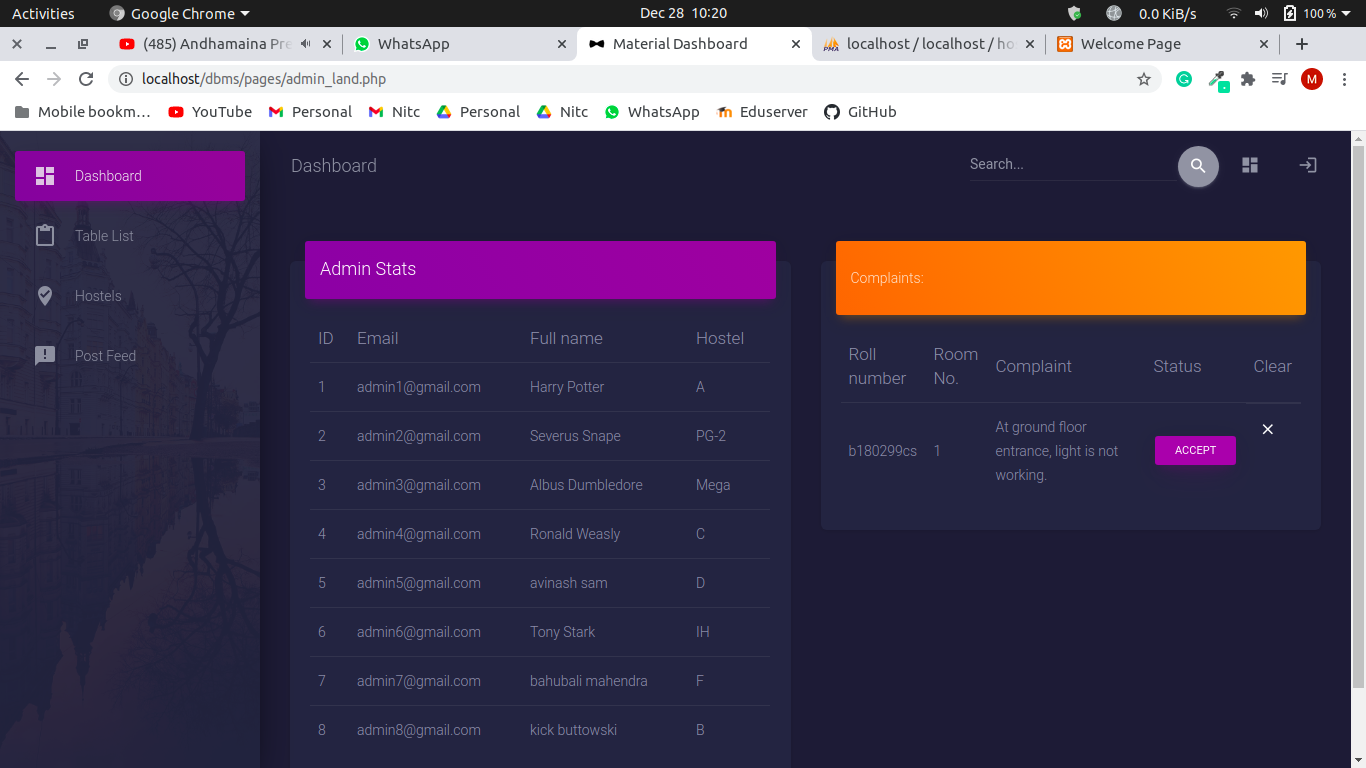 Activities Google Chrome Dec 28 10:20 0.0 KiB/s 100 %
(485) Andhamaina Pre WhatsApp Material Dashboard localhost / localhost / ho Welcome Page
localhost/dbms/pages/admin_land.php M
Mobile bookm… YouTube Personal Nitc Personal Nitc WhatsApp Eduserver GitHub
Dashboard
Table List
Hostels
Post Feed
Dashboard Search...
Admin Stats
ID Email Full name Hostel
1 admin1@gmail.com Harry Potter A
2 admin2@gmail.com Severus Snape PG-2
3 admin3@gmail.com Albus Dumbledore Mega
4 admin4@gmail.com Ronald Weasly C
5 admin5@gmail.com avinash sam D
6 admin6@gmail.com Tony Stark IH
7 admin7@gmail.com bahubali mahendra F
8 admin8@gmail.com kick buttowski B
Complaints:
Roll number Room No. Complaint Status Clear
b180299cs 1 At ground floor
entrance, light is not
working.
ACCEPT